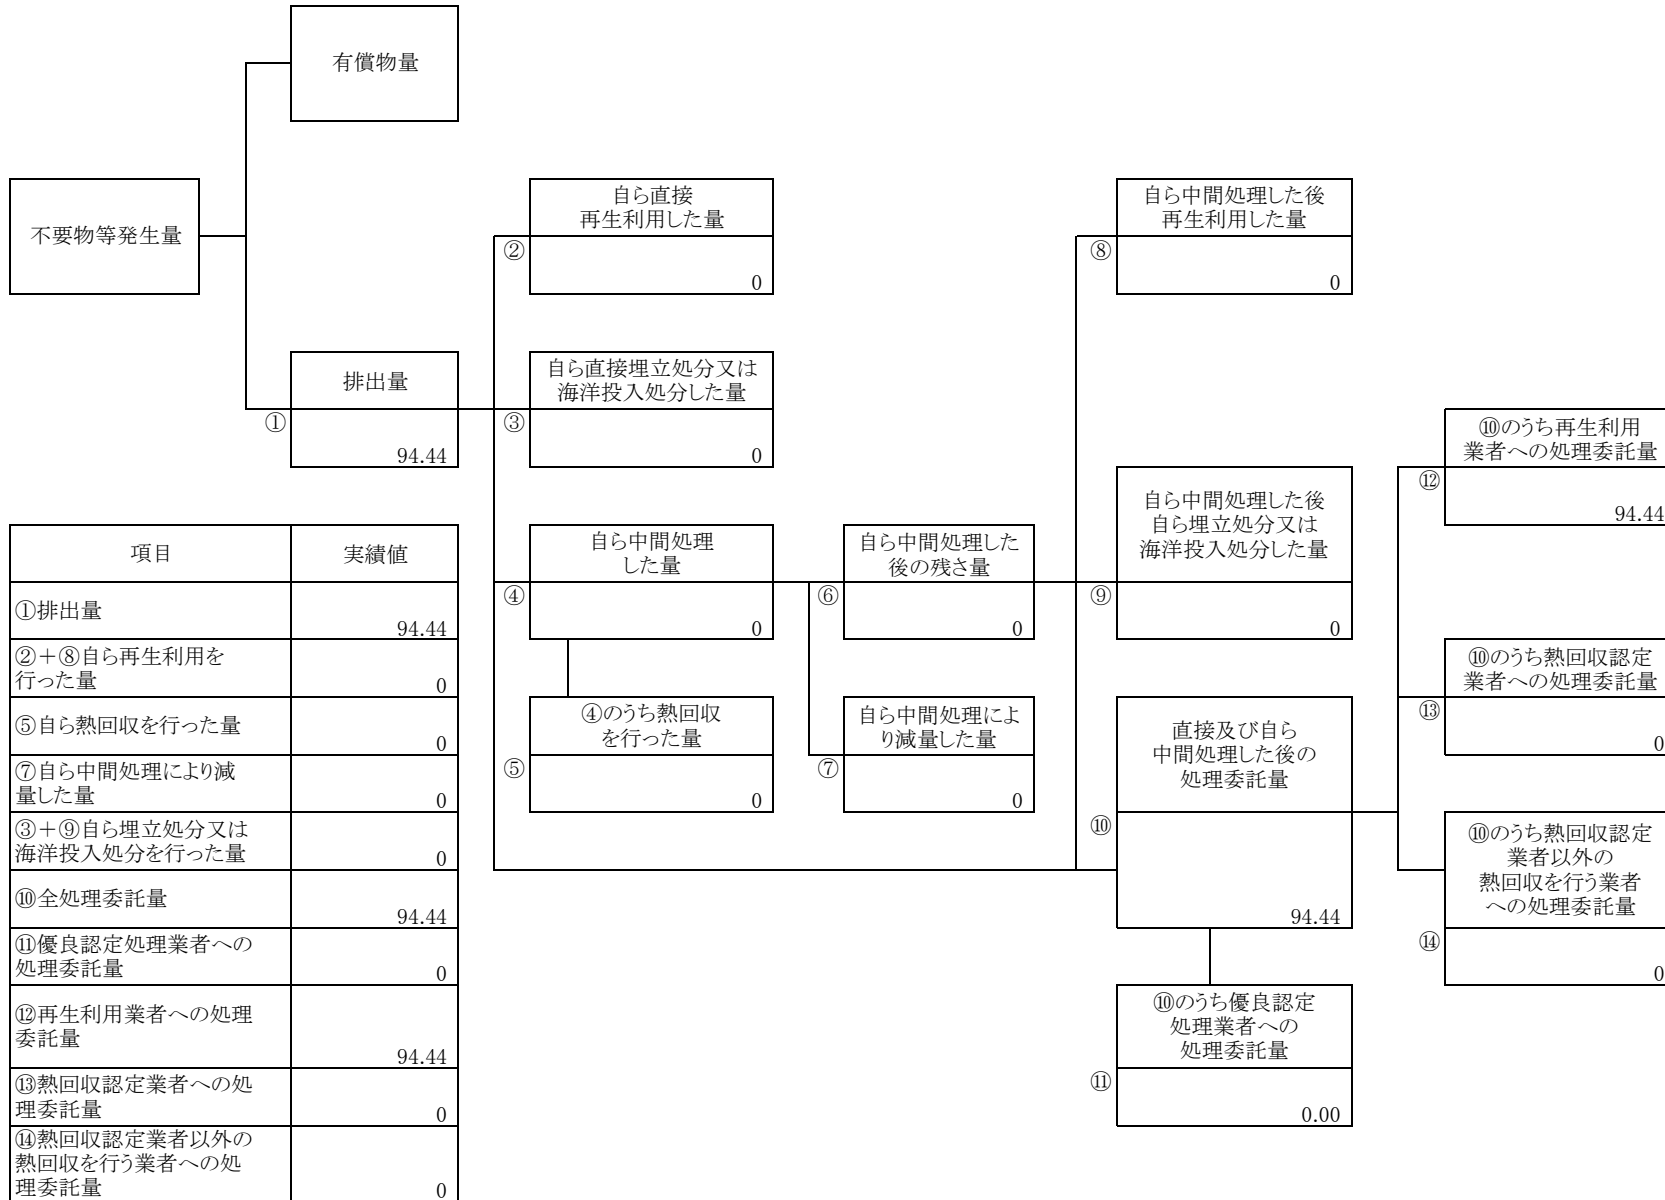 有償物量
不要物等発生量
自ら直接
再生利用した量
②
0
自ら中間処理した後
再生利用した量
⑧
0
排出量
①
94.44
自ら直接埋立処分又は
海洋投入処分した量
③
0
⑩のうち再生利用
業者への処理委託量
⑫
94.44
自ら中間処理
した量
④
0
自ら中間処理した
後の残さ量
⑥
0
自ら中間処理した後
自ら埋立処分又は
海洋投入処分した量
⑨
0
⑩のうち熱回収認定
業者への処理委託量
⑬
0
④のうち熱回収
を行った量
⑤
0
自ら中間処理によ
り減量した量
⑦
0
直接及び自ら
中間処理した後の
処理委託量
⑩
94.44
⑩のうち熱回収認定
業者以外の
熱回収を行う業者
への処理委託量
⑭
0
⑩のうち優良認定
処理業者への
処理委託量
⑪
0.00
項目
実績値
①排出量
94.44
②+⑧自ら再生利用を
行った量
0
⑤自ら熱回収を行った量
0
⑦自ら中間処理により減
量した量
0
③+⑨自ら埋立処分又は
海洋投入処分を行った量
0
⑩全処理委託量
94.44
⑪優良認定処理業者への
処理委託量
0
⑫再生利用業者への処理
委託量
94.44
⑬熱回収認定業者への処
理委託量
0
⑭熱回収認定業者以外の
熱回収を行う業者への処
理委託量
0